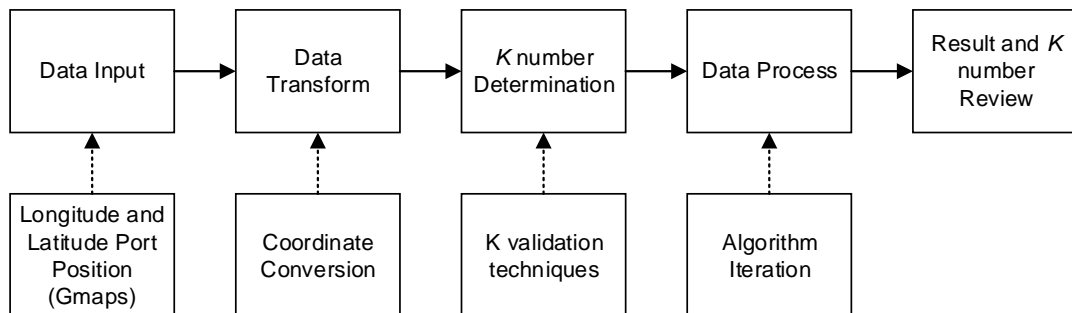 Data Input
Data
Transform
K number
Determination
Data Process
Result and K
number
Review
Longitude and
Latitude Port
Position
(Gmaps)
Coordinate
Conversion
K validation
techniques
Algorithm
Iteration